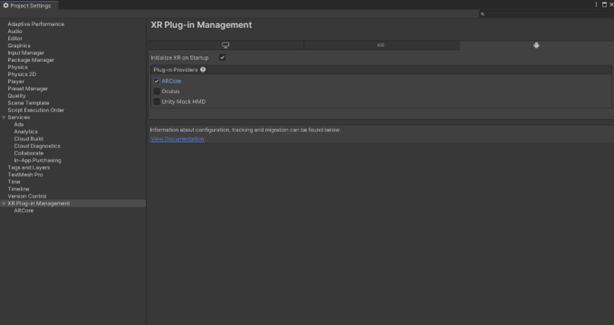 Project Settings
Adaptive Performance
Audio
Editor
Graphics
Input Manager
Package Manager
Physics
Physics 2D
Player
Preset Manager
Quality
Scene Template
Script Execution Order
Services
Ads
Analytics
Cloud Build
Cloud Diagnostics
Collaborate
In-App Purchasing
Tags and Layers
TextMesh Pro
Time
Timeline
Version Control
XR Plug-in Management
ARCore
XR Plug-in Management
Initialize XR on Startup
Plug-in Providers
ARCore
Oculus
Unity Mock HMD
Information about configuration, tracking and migration can be found below.
View Documentation